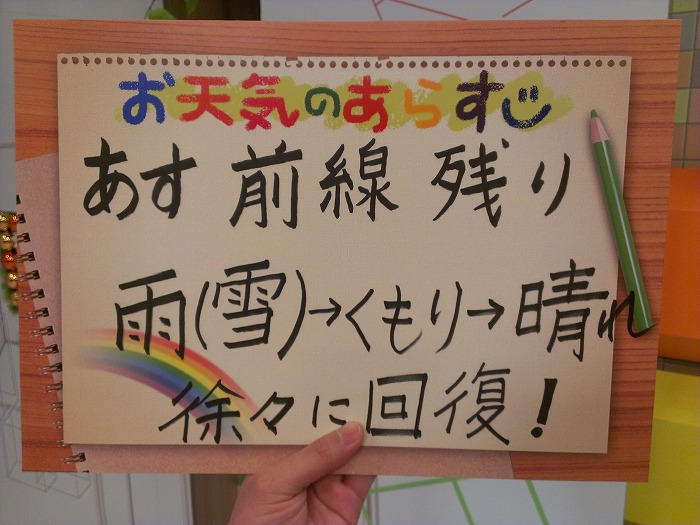 お天気のあらすじ
あす 前線 残り
雨(雪)→くもり→晴れ
徐々に回復!